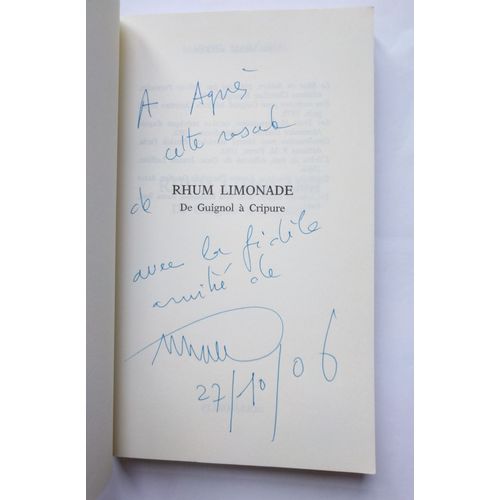 A Agnès
cette rasade
de
RHUM LIMONADE
De Guignol à Cripure
avec la fidèle
amitié de
27/10/06